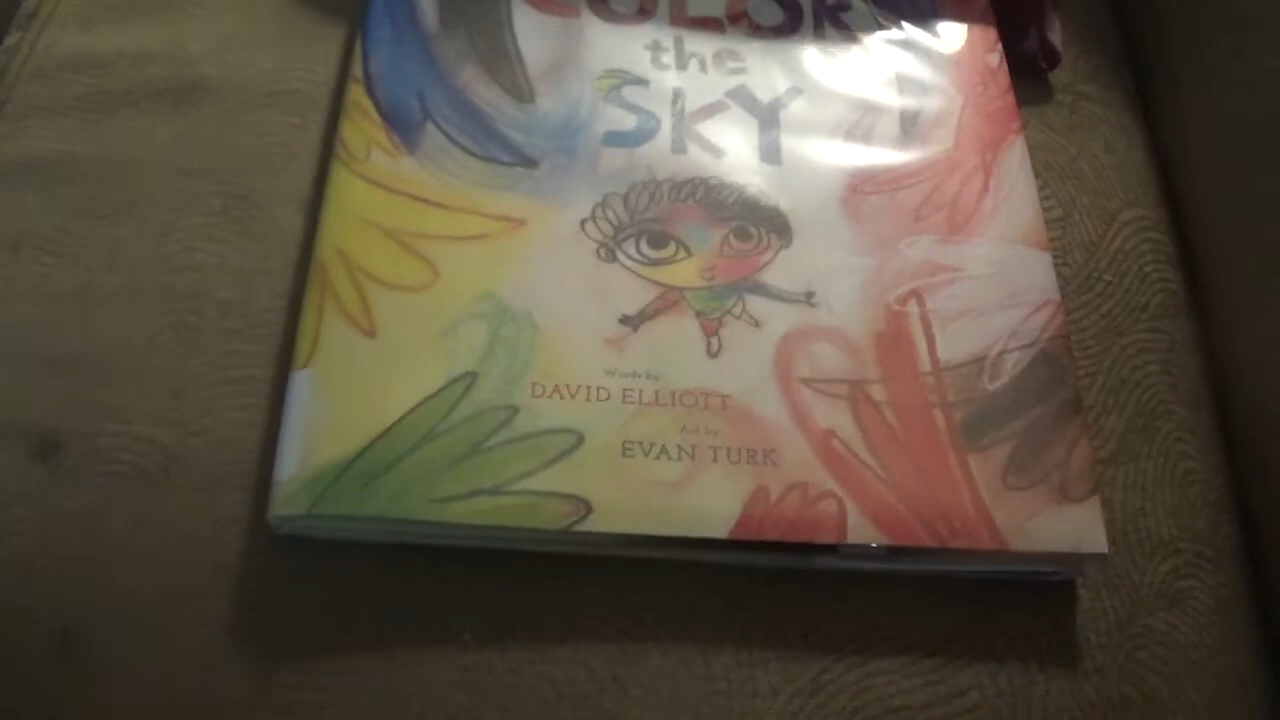 COLOR
the
SKY
Words by
DAVID ELLIOTT
Art by
EVAN TURK